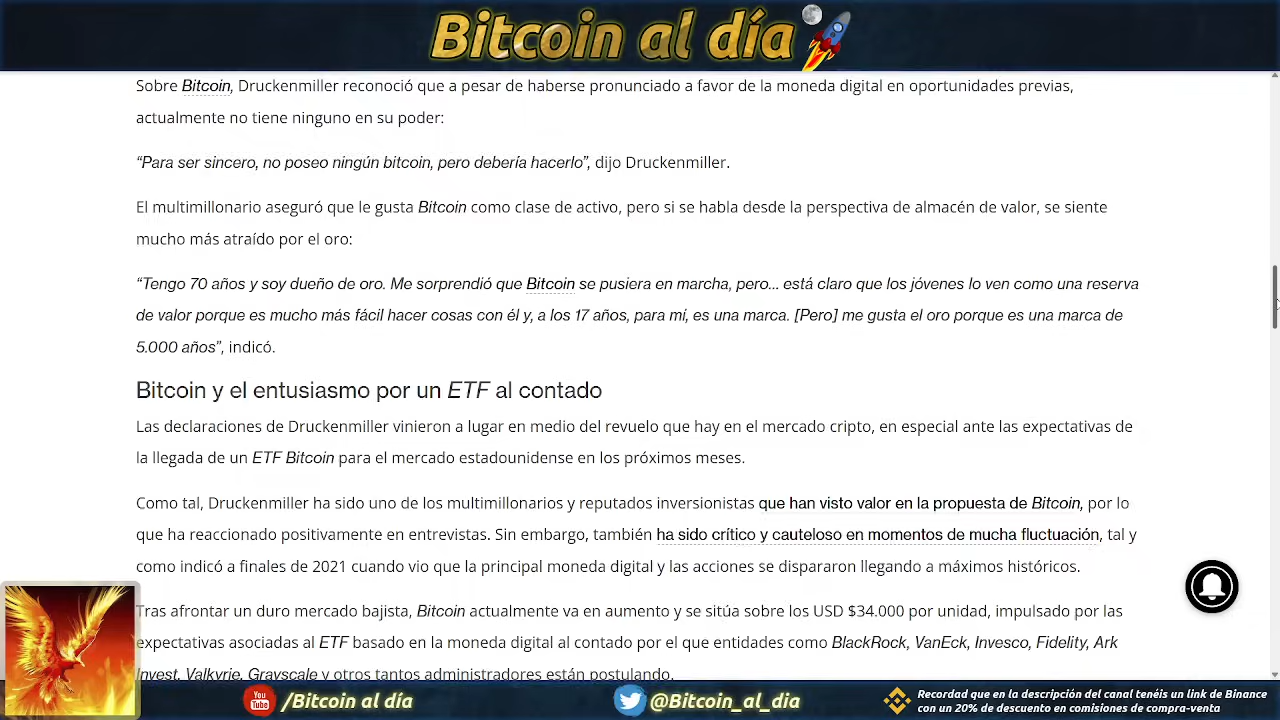 Bitcoin al día
Sobre Bitcoin, Druckenmiller reconoció que a pesar de haberse pronunciado a favor de la moneda digital en oportunidades previas,
actualmente no tiene ninguno en su poder:
“Para ser sincero, no poseo ningún bitcoin, pero debería hacerlo”, dijo Druckenmiller.
El multimillonario aseguró que le gusta Bitcoin como clase de activo, pero si se habla desde la perspectiva de almacén de valor, se siente
mucho más atraído por el oro:
“Tengo 70 años y soy dueño de oro. Me sorprendió que Bitcoin se pusiera en marcha, pero... está claro que los jóvenes lo ven como una reserva
de valor porque es mucho más fácil hacer cosas con él y, a los 17 años, para mí, es una marca. [Pero] me gusta el oro porque es una marca de
5.000 años”, indicó.
Bitcoin y el entusiasmo por un ETF al contado
Las declaraciones de Druckenmiller vinieron a lugar en medio del revuelo que hay en el mercado cripto, en especial ante las expectativas de
la llegada de un ETF Bitcoin para el mercado estadounidense en los próximos meses.
Como tal, Druckenmiller ha sido uno de los multimillonarios y reputados inversionistas que han visto valor en la propuesta de Bitcoin, por lo
que ha reaccionado positivamente en entrevistas. Sin embargo, también ha sido crítico y cauteloso en momentos de mucha fluctuación, tal y
como indicó a finales de 2021 cuando vio que la principal moneda digital y las acciones se dispararon llegando a máximos históricos.
Tras afrontar un duro mercado bajista, Bitcoin actualmente va en aumento y se sitúa sobre los USD $34.000 por unidad, impulsado por las
expectativas asociadas al ETF basado en la moneda digital al contado por el que entidades como BlackRock, VanEck, Invesco, Fidelity, Ark
Invest, Valkyrie, Grayscale y otros tantos administradores están postulando.
You Tube /Bitcoin al día
@Bitcoin_al_dia
Recordad que en la descripción del canal tenéis un link de Binance
con un 20% de descuento en comisiones de compra-venta